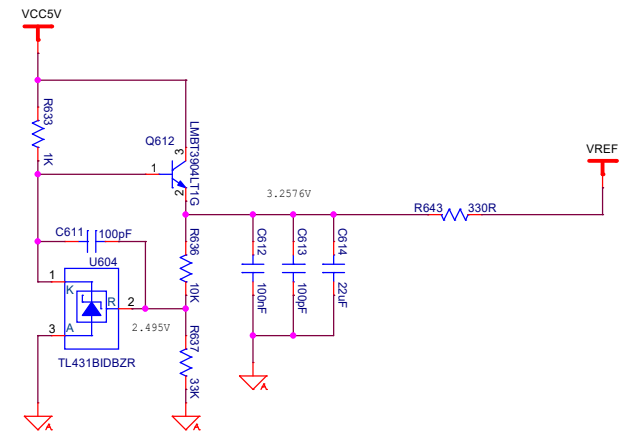 VCC5V
R633
1K
Q612
LMBT3904LT1G
3
1
2
3.2576V
VREF
R643
330R
C611
100pF
R636
10K
C612
100nF
C613
100pF
C614
22uF
U604
1
K
R
2
3
A
2.495V
TL431BIDBZR
R637
33K
A
A
A